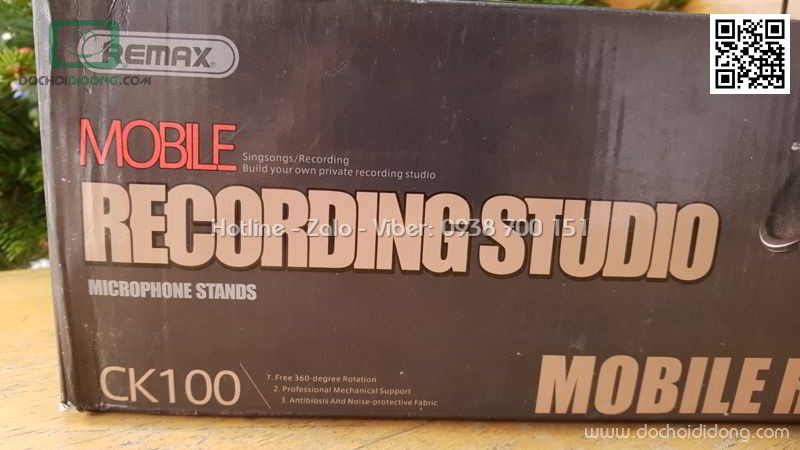 REMAX
DOCHOIDIDONG.COM
MOBILE
Singsongs/Recording
Build your own private recording studio
RECORDING STUDIO
Hotline - Zalo - Viber: 0938 700 151
MICROPHONE STANDS
CK100
1. Free 360-degree Rotation
2. Professional Mechanical Support
3. Antibiosis And Noise-protective Fabric
MOBILE
www.dochoididong.com